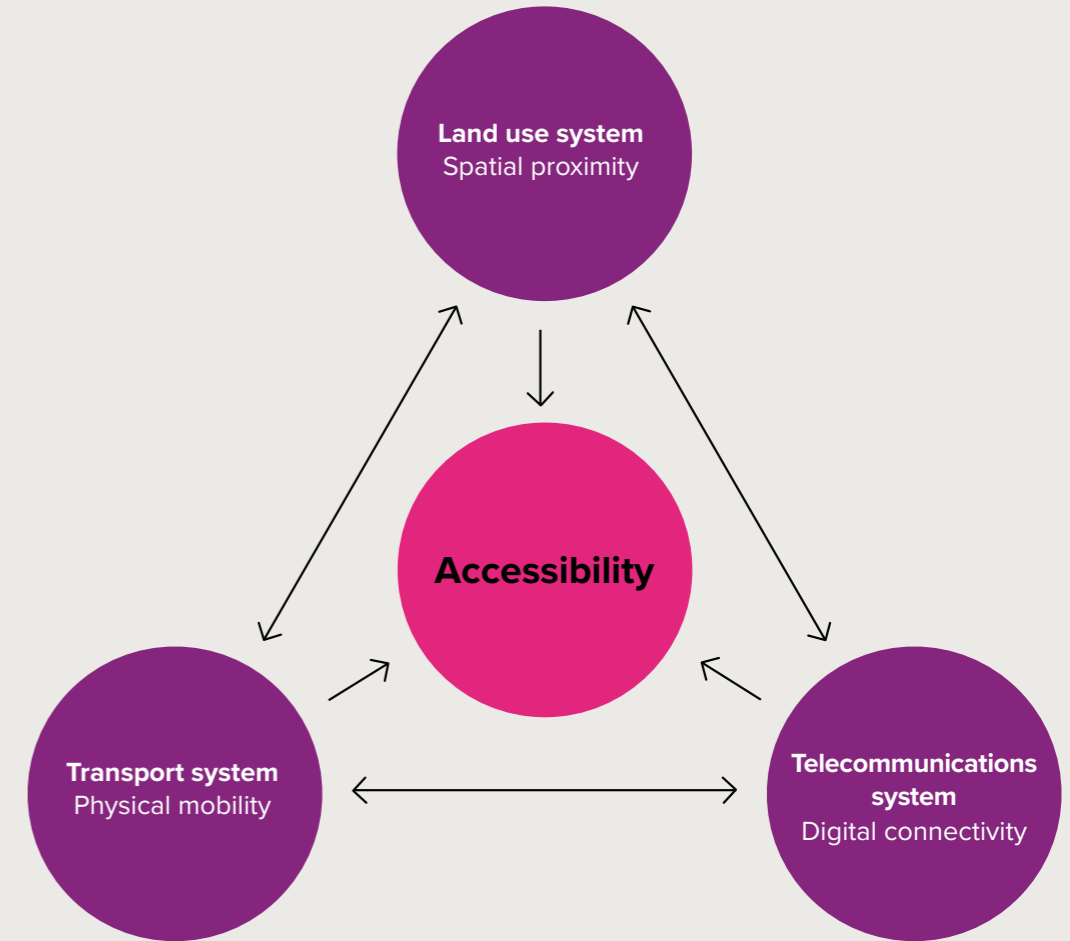 Land use system
Spatial proximity
Accessibility
Transport system
Physical mobility
Telecommunications
system
Digital connectivity